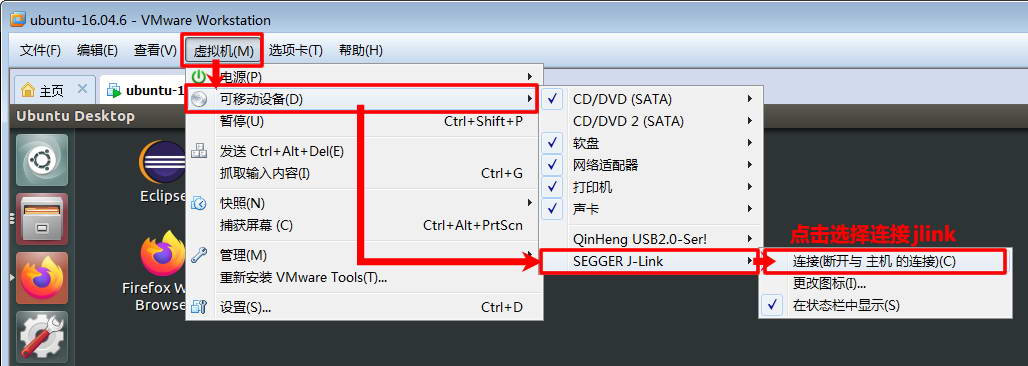 ubuntu-16.04.6 - VMware Workstation
文件(F) 编辑(E) 查看(V) 虚拟机(M) 选项卡(T) 帮助(H)
主页 ubuntu-1
Ubuntu Desktop
电源(P)
可移动设备(D)
暂停(U) Ctrl+Shift+P
发送 Ctrl+Alt+Del(E)
抓取输入内容(I) Ctrl+G
快照(N)
捕获屏幕 (C) Ctrl+Alt+PrtScn
管理(M)
重新安装 VMware Tools(T)...
设置(S)... Ctrl+D
CD/DVD (SATA)
CD/DVD 2 (SATA)
软盘
网络适配器
打印机
声卡
QinHeng USB2.0-Ser!
SEGGER J-Link
点击选择连接jlink
连接(断开与 主机 的连接)(C)
更改图标(I)...
在状态栏中显示(S)
Eclipse
Firefox W
Browse